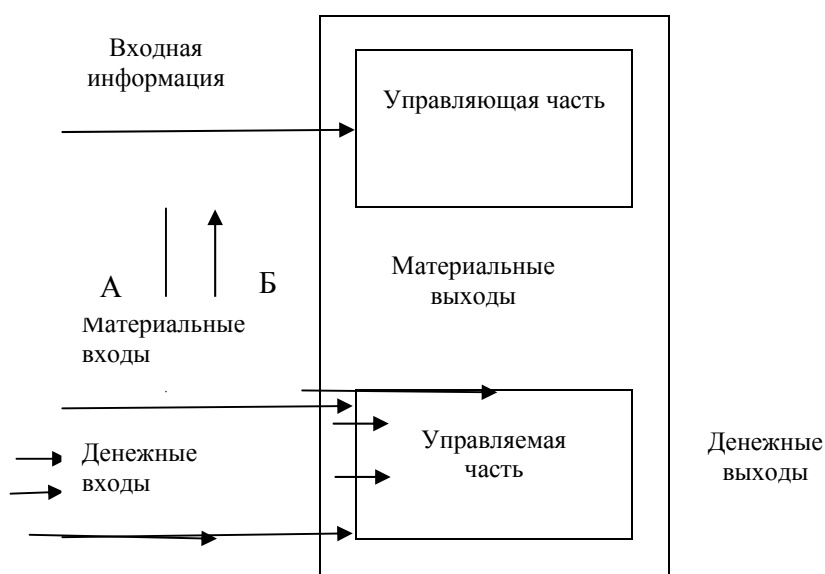 Входная
информация
Управляющая часть
А
Б
Материальные
входы
Материальные
выходы
Денежные
входы
Управляемая
часть
Денежные
выходы